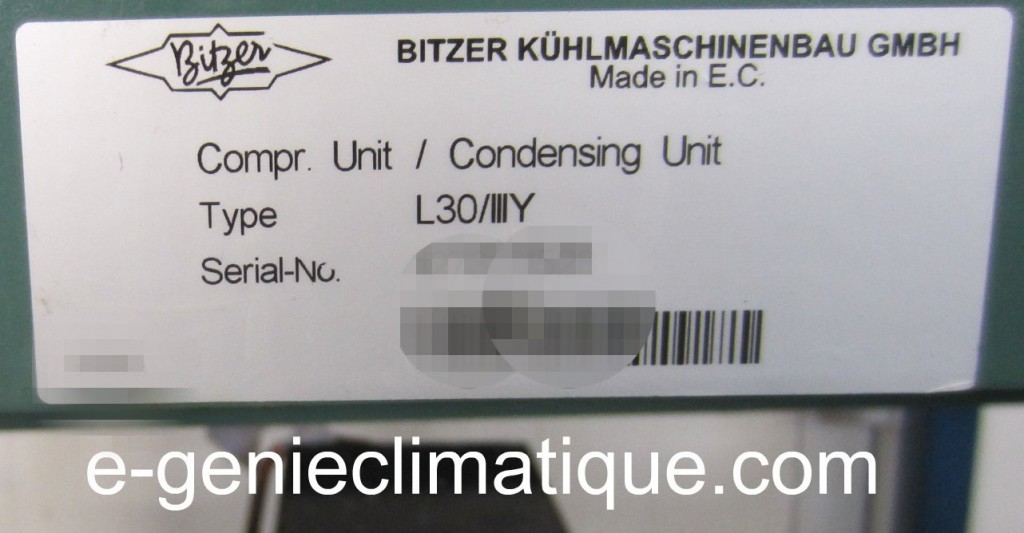 Bitzer
BITZER KÜHLMASCHINENBAU GMBH
Made in E.C.
Compr. Unit / Condensing Unit
Type L30/IIIY
Serial-No.
e-genieclimatique.com